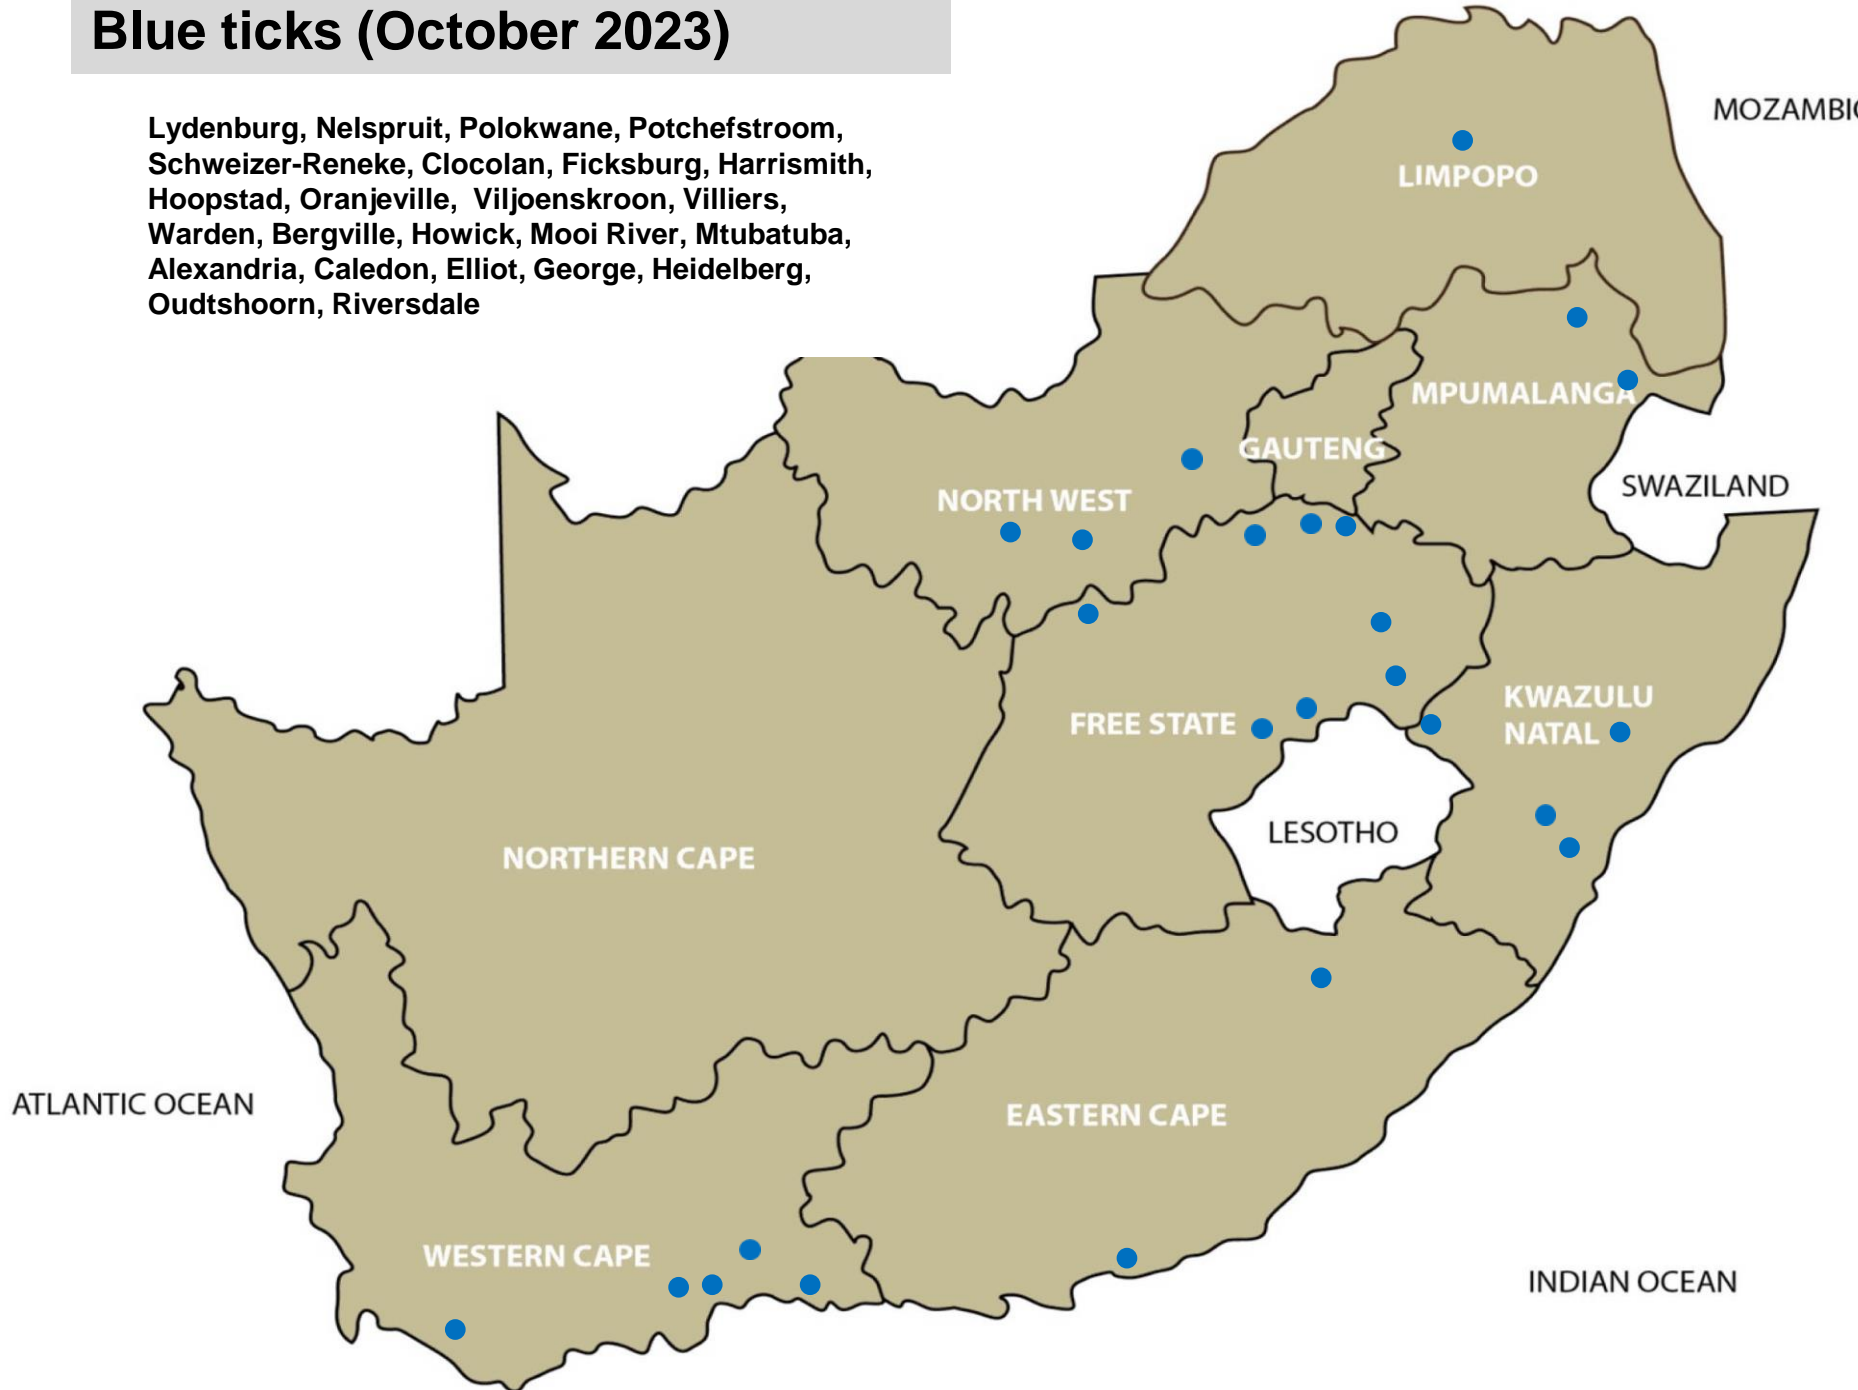 Blue ticks (October 2023)
Lydenburg, Nelspruit, Polokwane, Potchefstroom,
Schweizer-Reneke, Clocolan, Ficksburg, Harrismith,
Hoopstad, Oranjeville, Viljoenskroon, Villiers,
Warden, Bergville, Howick, Mooi River, Mtubatuba,
Alexandria, Caledon, Elliot, George, Heidelberg,
Oudtshoorn, Riversdale
MOZAMBIC
LIMPOPO
MPUMALANGA
GAUTENG
SWAZILAND
NORTH WEST
KWAZULU
NATAL
FREE STATE
LESOTHO
NORTHERN CAPE
ATLANTIC OCEAN
EASTERN CAPE
WESTERN CAPE
INDIAN OCEAN